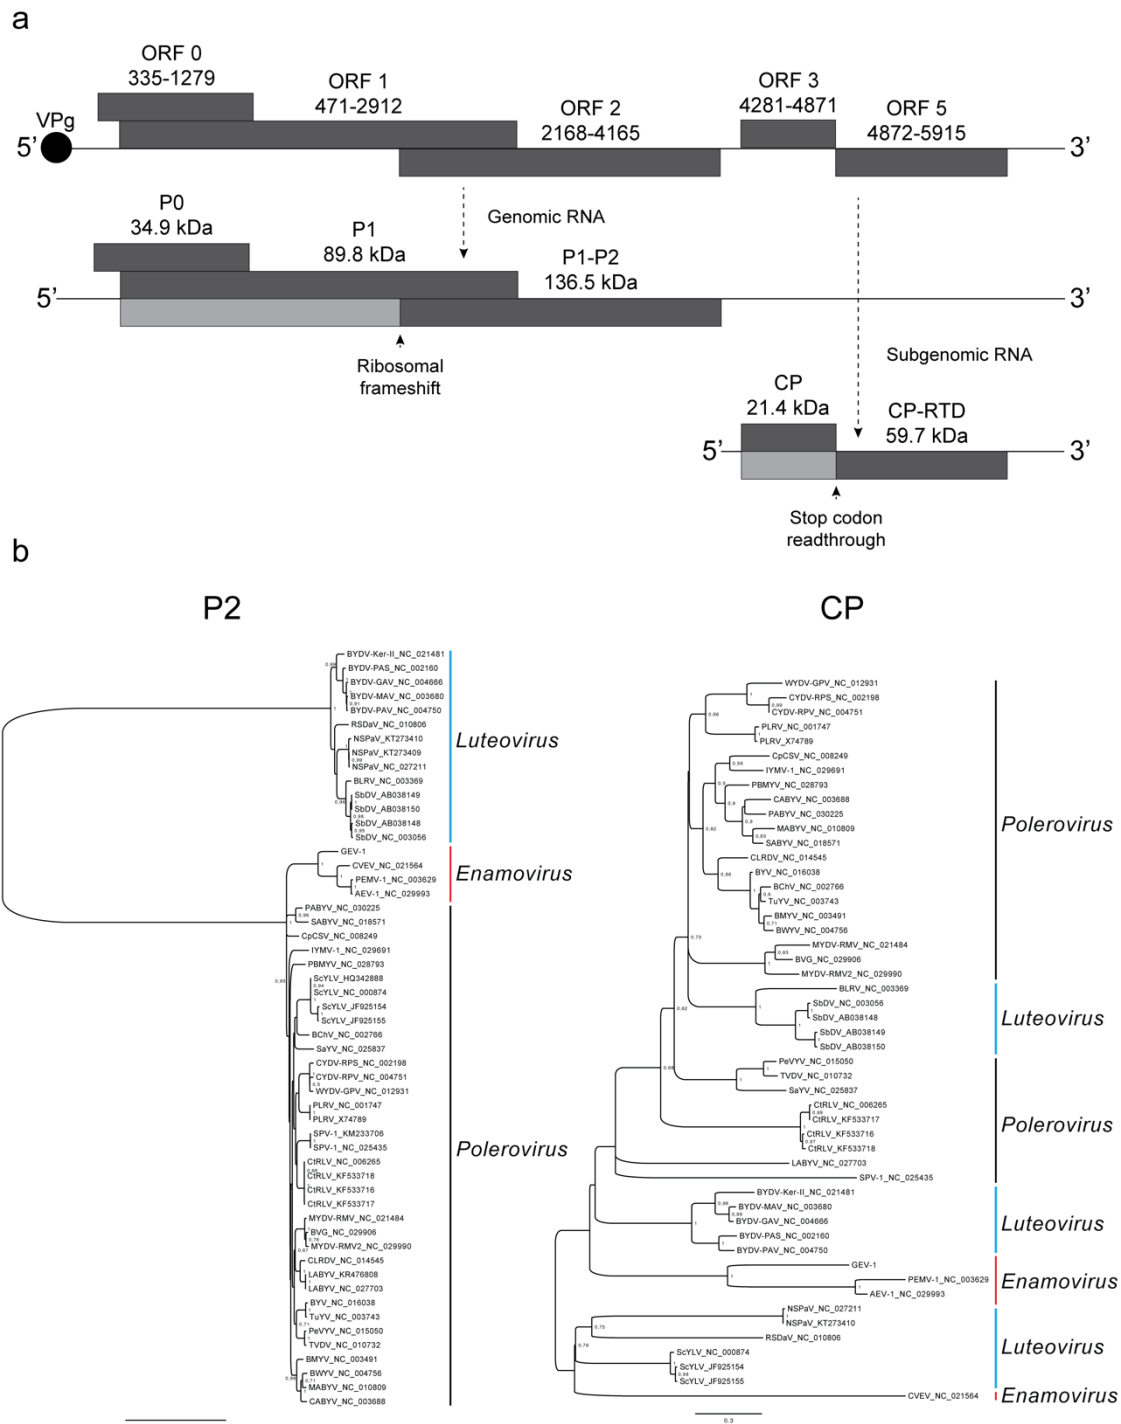 a
ORF 0
335-1279
ORF 1
471-2912
ORF 2
2168-4165
ORF 3
4281-4871
ORF 5
4872-5915
VPg
5’
3’
P0
34.9 kDa
P1
89.8 kDa
P1-P2
136.5 kDa
Genomic RNA
5’
3’
Ribosomal
frameshift
Subgenomic RNA
CP
21.4 kDa
CP-RTD
59.7 kDa
5’
3’
Stop codon
readthrough
b
P2
BYDV-Ker-II_NC_021481
BYDV-PAS_NC_002160
BYDV-GAV_NC_004666
BYDV-MAV_NC_003680
BYDV-PAV_NC_004750
RSDaV_NC_010806
NSPaV_KT273410
NSPaV_KT273409
NSPaV_NC_027211
BLRV_NC_003369
SbDV_AB038149
SbDV_AB038150
SbDV_AB038148
SbDV_NC_003056
Luteovirus
GEV-1
CVEV_NC_021564
PEMV-1_NC_003629
AEV-1_NC_029993
Enamovirus
PABYV_NC_030225
SABYV_NC_018571
CpCSV_NC_008249
IYMV-1_NC_029691
PBMYV_NC_028793
ScYLV_HQ342888
ScYLV_NC_000874
ScYLV_JF925154
ScYLV_JF925155
BChV_NC_002766
SaYV_NC_025837
CYDV-RPS_NC_002198
CYDV-RPV_NC_004751
WYDV-GPV_NC_012931
PLRV_NC_001747
PLRV_X74789
SPV-1_KM233706
SPV-1_NC_025435
CtRLV_NC_006265
CtRLV_KF533718
CtRLV_KF533716
CtRLV_KF533717
MYDV-RMV_NC_021484
BVG_NC_029906
MYDV-RMV2_NC_029990
CLRDV_NC_014545
LABYV_KR476808
LABYV_NC_027703
BYV_NC_016038
TuYV_NC_003743
PeVYV_NC_015050
TVDV_NC_010732
BMYV_NC_003491
BWYV_NC_004756
MABYV_NC_010809
CABYV_NC_003688
Polerovirus
CP
WYDV-GPV_NC_012931
CYDV-RPS_NC_002198
CYDV-RPV_NC_004751
PLRV_NC_001747
PLRV_X74789
CpCSV_NC_008249
IYMV-1_NC_029691
PBMYV_NC_028793
CABYV_NC_003688
PABYV_NC_030225
MABYV_NC_010809
SABYV_NC_018571
CLRDV_NC_014545
BYV_NC_016038
BChV_NC_002766
TuYV_NC_003743
BMYV_NC_003491
BWYV_NC_004756
MYDV-RMV_NC_021484
BVG_NC_029906
MYDV-RMV2_NC_029990
Polerovirus
BLRV_NC_003369
SbDV_NC_003056
SbDV_AB038148
SbDV_AB038149
SbDV_AB038150
Luteovirus
PeVYV_NC_015050
TVDV_NC_010732
SaYV_NC_025837
CtRLV_NC_006265
CtRLV_KF533717
CtRLV_KF533716
CtRLV_KF533718
LABYV_NC_027703
SPV-1_NC_025435
Polerovirus
BYDV-Ker-II_NC_021481
BYDV-MAV_NC_003680
BYDV-GAV_NC_004666
BYDV-PAS_NC_002160
BYDV-PAV_NC_004750
Luteovirus
GEV-1
PEMV-1_NC_003629
AEV-1_NC_029993
Enamovirus
NSPaV_NC_027211
NSPaV_KT273410
RSDaV_NC_010806
ScYLV_NC_000874
ScYLV_JF925154
ScYLV_JF925155
Luteovirus
CVEV_NC_021564
Enamovirus
0.3